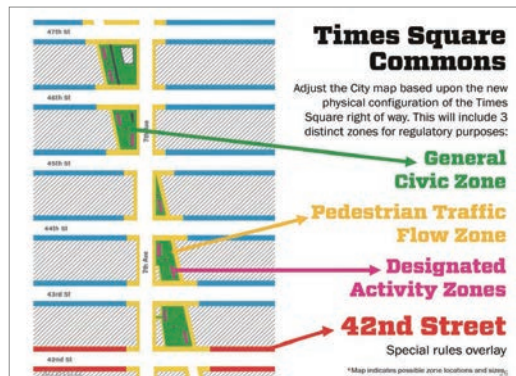 47th St
Times Square
Commons
Adjust the City map based upon the new
physical configuration of the Times
Square right of way. This will include 3
distinct zones for regulatory purposes:
46th St
7th Ave
45th St
General
Civic Zone
44th St
Pedestrian Traffic
Flow Zone
7th Ave
Designated
Activity Zones
43rd St
42nd Street
Special rules overlay
42nd St
*Map indicates possible zone locations and sizes